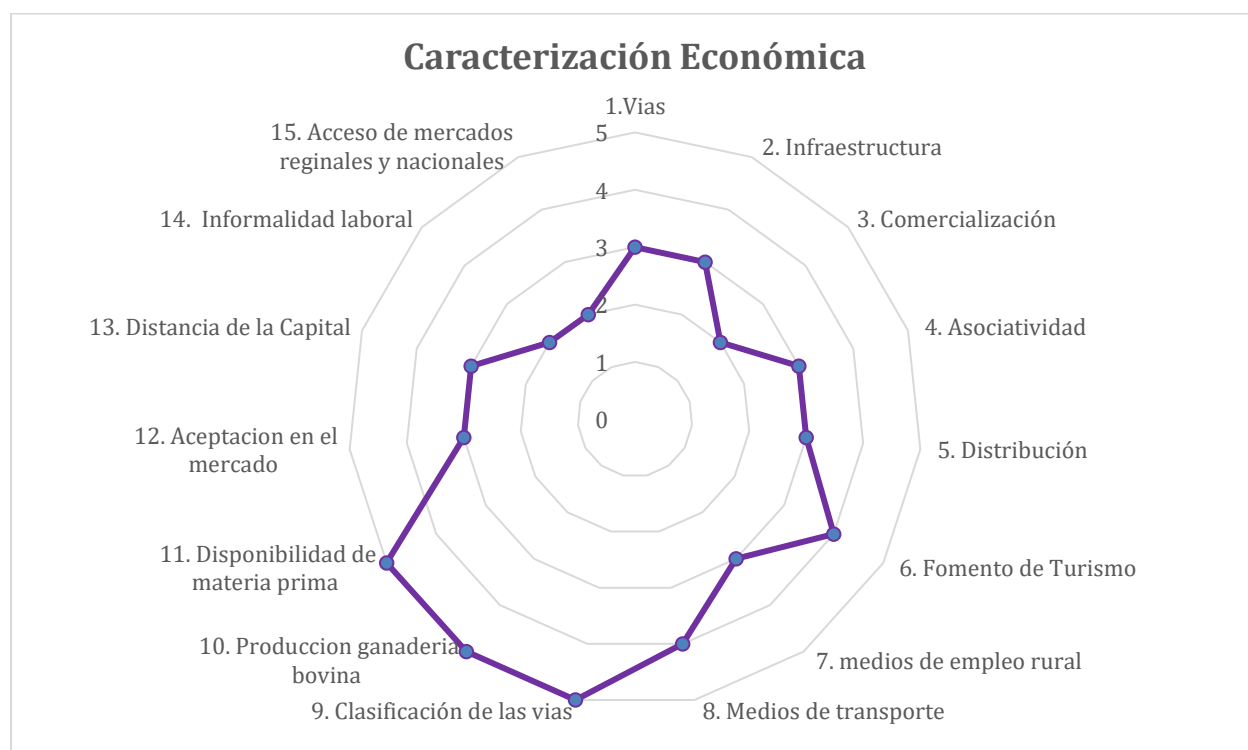 Caracterización Económica
1.Vias
2. Infraestructura
3. Comercialización
4. Asociatividad
5. Distribución
6. Fomento de Turismo
7. medios de empleo rural
8. Medios de transporte
9. Clasificación de las vias
10. Produccion ganaderia
bovina
11. Disponibilidad de
materia prima
12. Aceptacion en el
mercado
13. Distancia de la Capital
14. Informalidad laboral
15. Acceso de mercados
reginales y nacionales
5
4
3
2
1
0